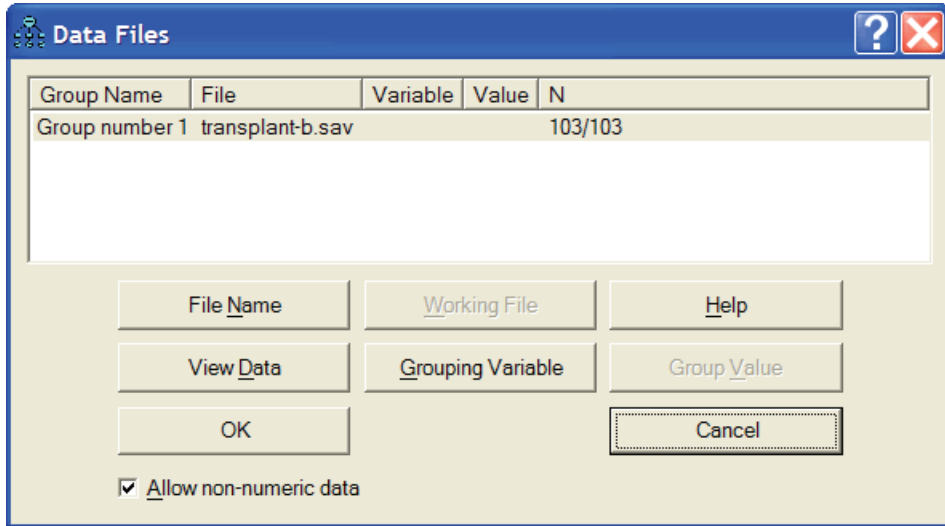 Data Files
Group Name File Variable Value N
Group number 1 transplant-b.sav 103/103
File Name Working File Help
View Data Grouping Variable Group Value
OK Cancel
Allow non-numeric data